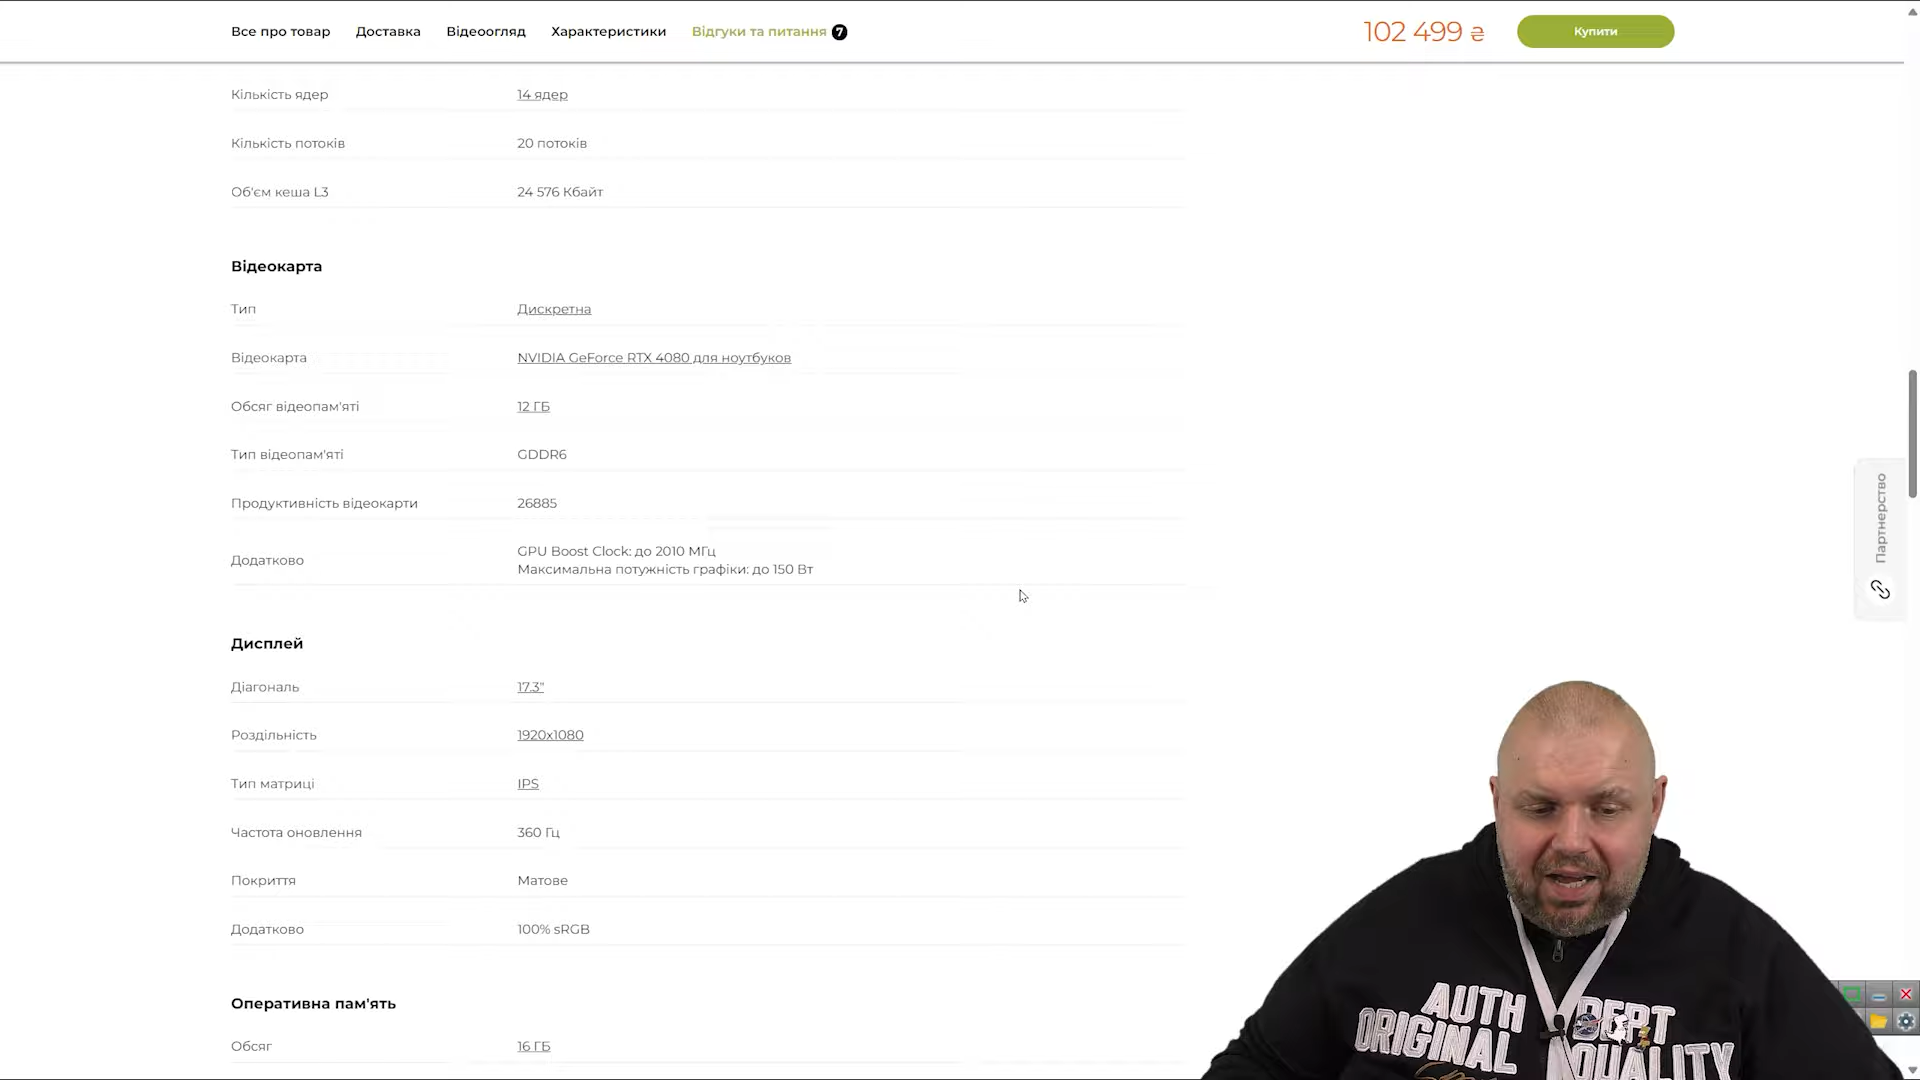 Все про товар Доставка Відеоогляд Характеристики Відгуки та питання 7 102 499 ₴ Купити
Кількість ядер 14 ядер
Кількість потоків 20 потоків
Об'єм кеша L3 24 576 Кбайт
Відеокарта
Тип Дискретна
Відеокарта NVIDIA GeForce RTX 4080 для ноутбуков
Обсяг відеопам'яті 12 ГБ
Тип відеопам'яті GDDR6
Продуктивність відеокарти 26885
Додатково GPU Boost Clock: до 2010 МГц
Максимальна потужність графіки: до 150 Вт
Партнерство
Дисплей
Діагональ 17.3"
Роздільність 1920x1080
Тип матриці IPS
Частота оновлення 360 Гц
Покриття Матове
Додатково 100% sRGB
Оперативна пам'ять
Обсяг 16 ГБ
AUTH DEPT
ORIGINAL QUALITY